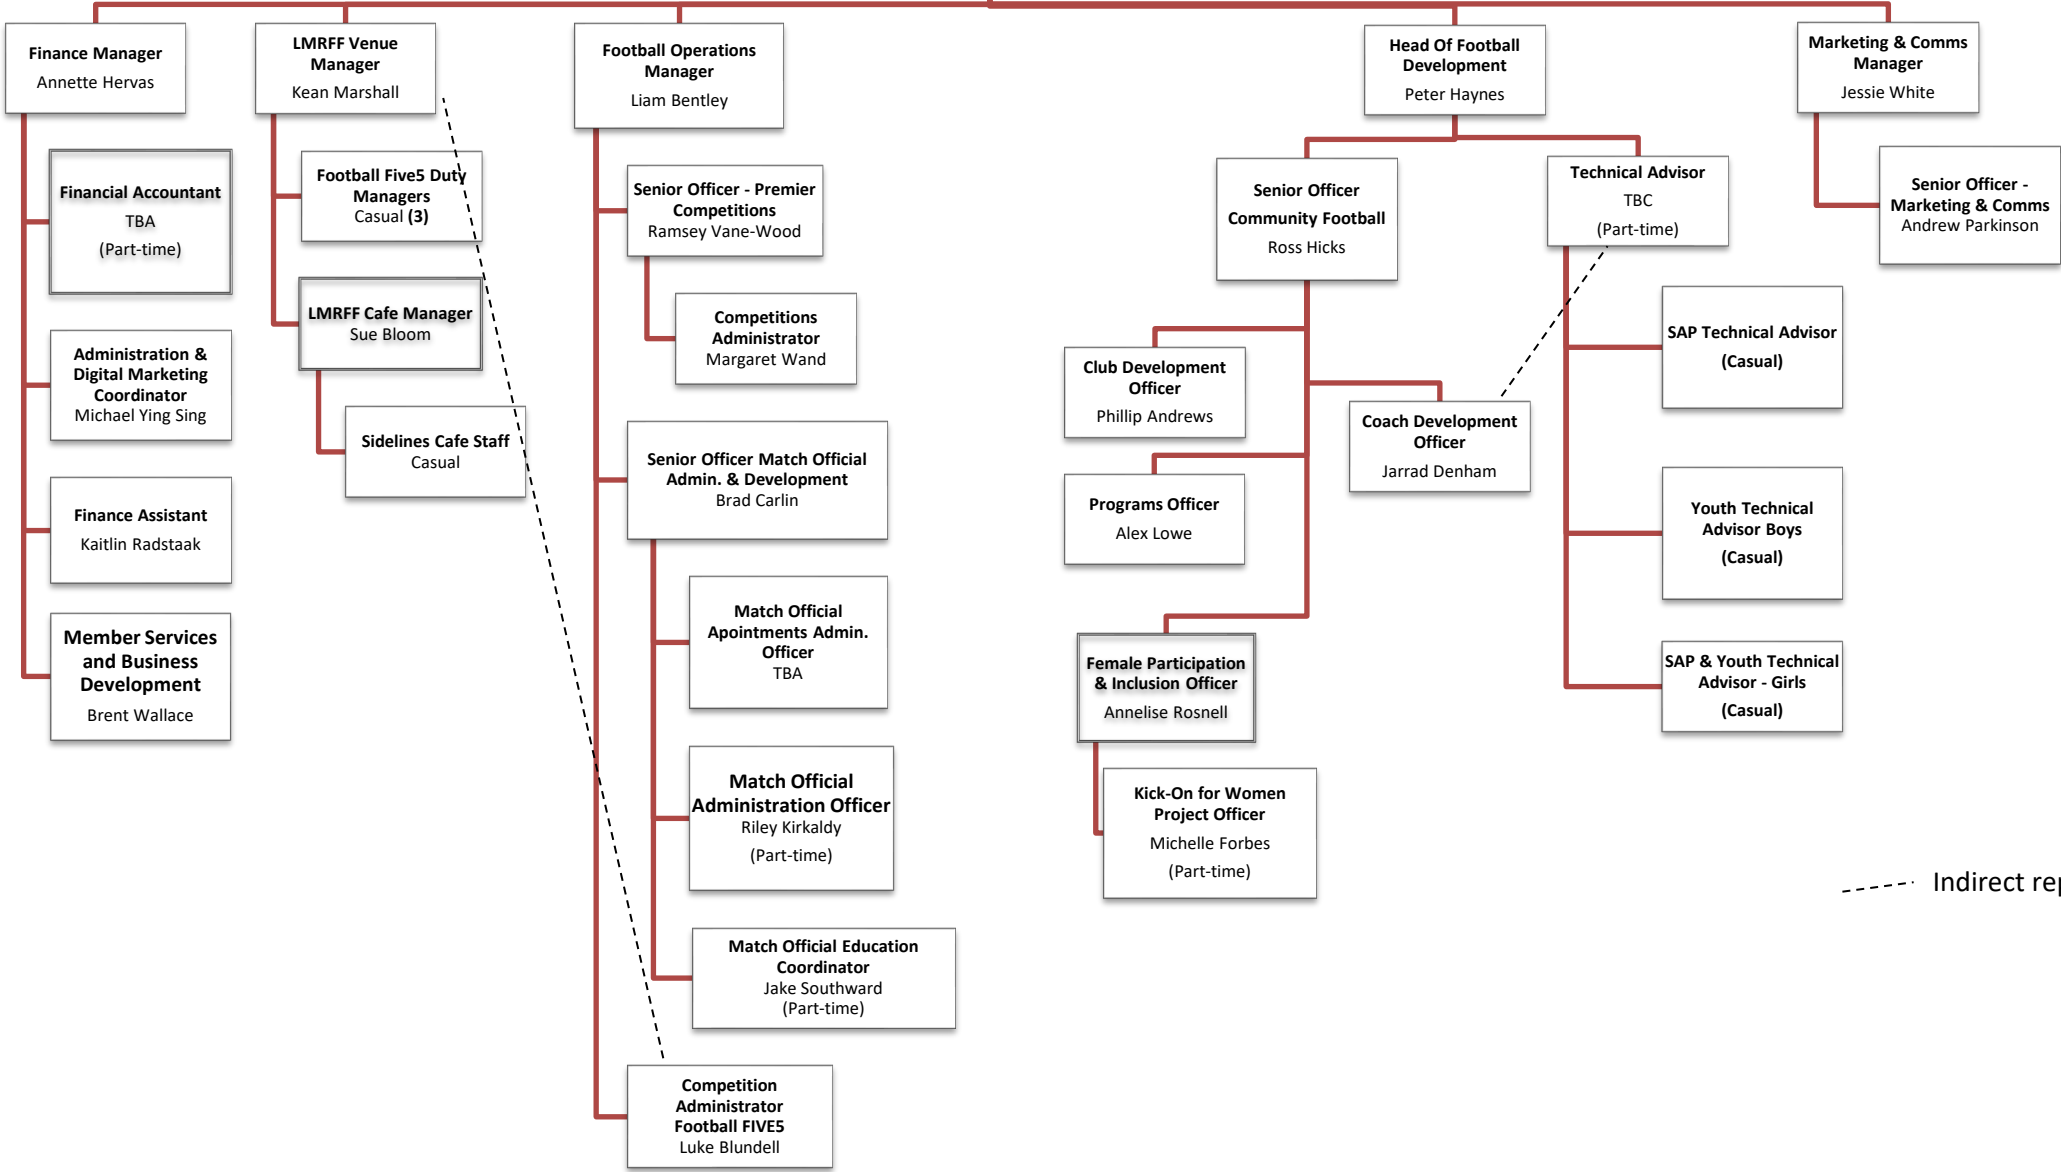 Finance Manager
Annette Hervas
LMRFF Venue
Manager
Kean Marshall
Football Operations
Manager
Liam Bentley
Head Of Football
Development
Peter Haynes
Marketing & Comms
Manager
Jessie White
Financial Accountant
TBA
(Part-time)
Administration &
Digital Marketing
Coordinator
Michael Ying Sing
Finance Assistant
Kaitlin Radstaak
Member Services
and Business
Development
Brent Wallace
Football Five5 Duty
Managers
Casual (3)
LMRFF Cafe Manager
Sue Bloom
Sidelines Cafe Staff
Casual
Senior Officer - Premier
Competitions
Ramsey Vane-Wood
Competitions
Administrator
Margaret Wand
Senior Officer Match Official
Admin. & Development
Brad Carlin
Match Official
Apointments Admin.
Officer
TBA
Match Official
Administration Officer
Riley Kirkaldy
(Part-time)
Match Official Education
Coordinator
Jake Southward
(Part-time)
Competition
Administrator
Football FIVE5
Luke Blundell
Senior Officer
Community Football
Ross Hicks
Club Development
Officer
Phillip Andrews
Programs Officer
Alex Lowe
Coach Development
Officer
Jarrad Denham
Female Participation
& Inclusion Officer
Annelise Rosnell
Kick-On for Women
Project Officer
Michelle Forbes
(Part-time)
Technical Advisor
TBC
(Part-time)
SAP Technical Advisor
(Casual)
Youth Technical
Advisor Boys
(Casual)
SAP & Youth Technical
Advisor - Girls
(Casual)
Senior Officer -
Marketing & Comms
Andrew Parkinson
Indirect rep